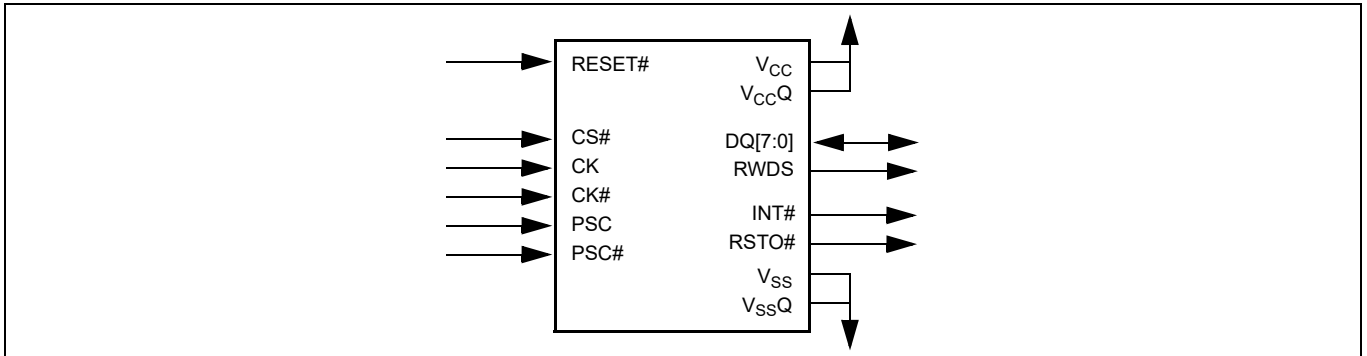 RESET#
CS#
CK
CK#
PSC
PSC#
VCC
VCCQ
DQ[7:0]
RWDS
INT#
RSTO#
VSS
VSSQ